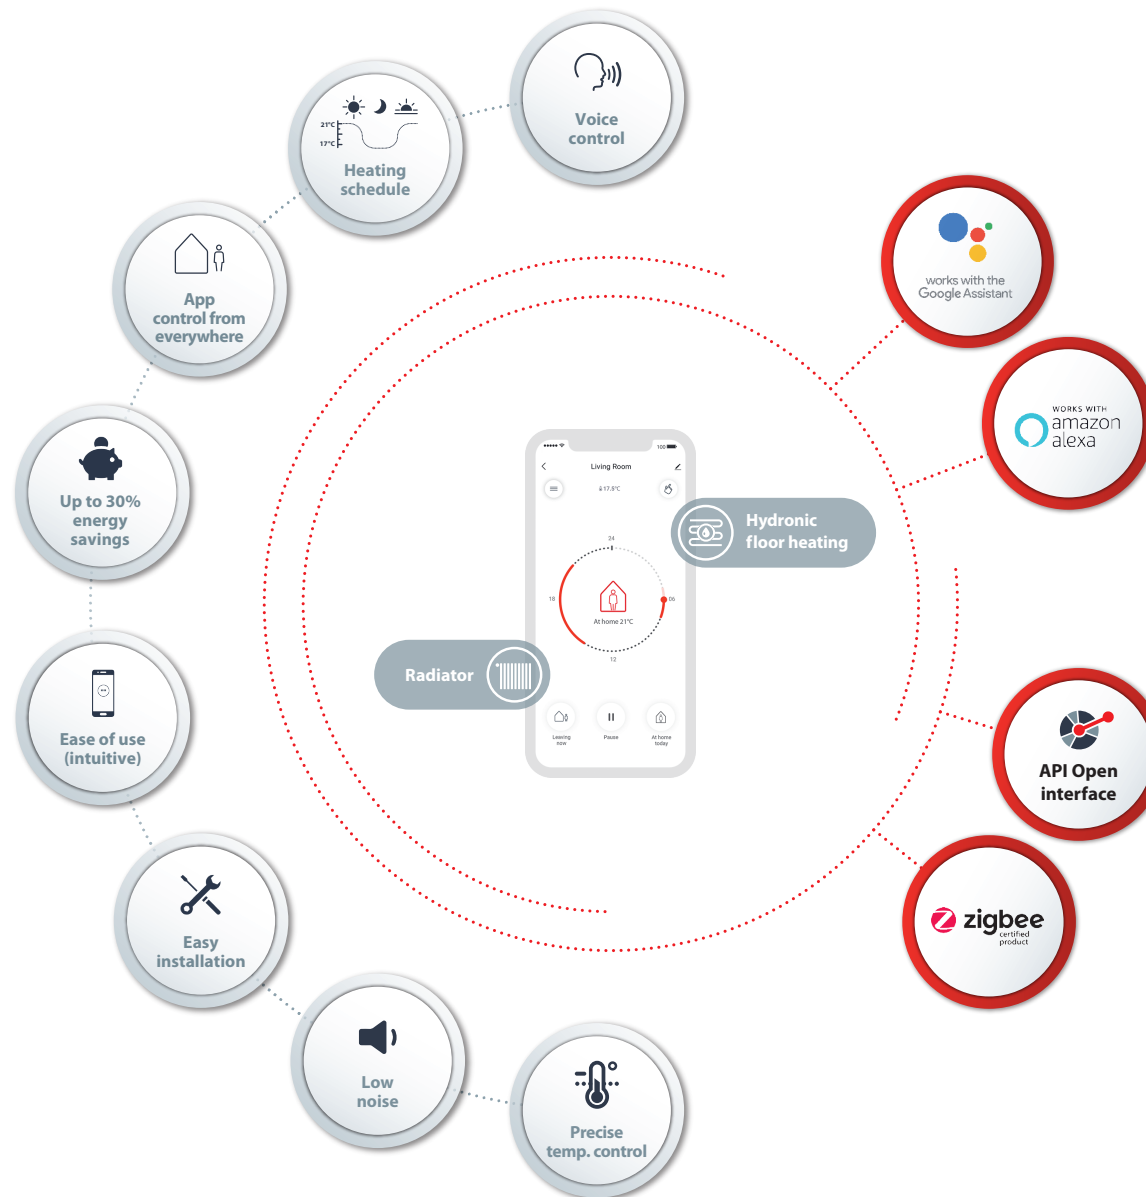 Voice
control
21°C
17°C
Heating
schedule
App
control from
everywhere
works with the
Google Assistant
WORKS WITH
amazon
alexa
Up to 30%
energy
savings
100
Living Room
17.5°C
Hydronic
floor heating
24
18
06
At home 21°C
12
Radiator
Leaving
now
Pause
At home
today
Ease of use
(intuitive)
API Open
interface
zigbee
certified
product
Easy
installation
Low
noise
Precise
temp. control